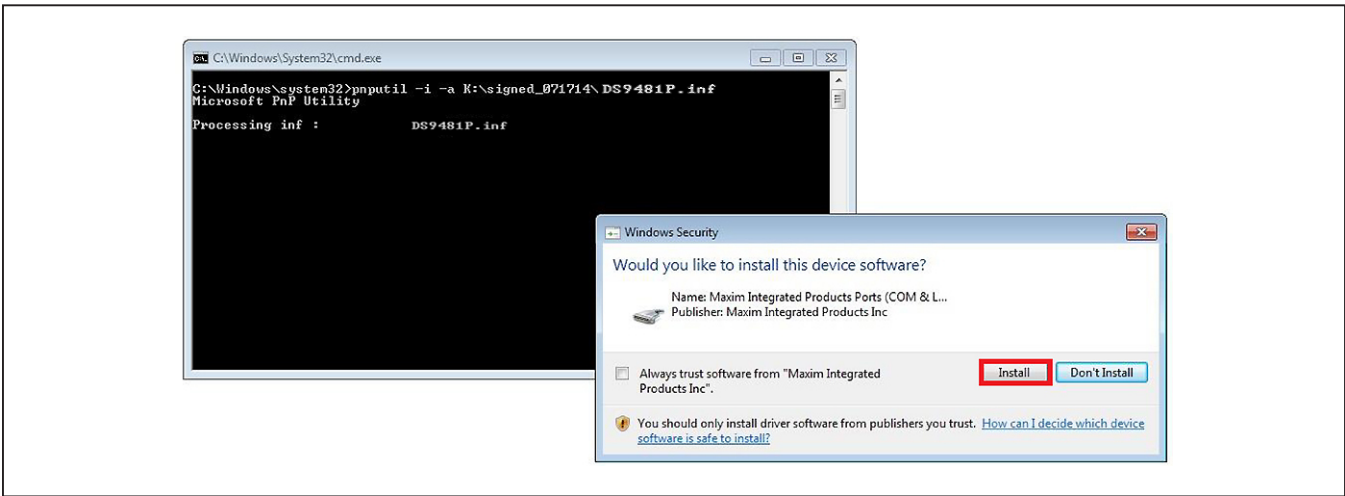 C:\Windows\System32\cmd.exe
C:\Windows\system32>pnputil -i -a K:\signed_071714\DS9481P.inf
Microsoft PnP Utility
Processing inf : DS9481P.inf
Windows Security
Would you like to install this device software?
Name: Maxim Integrated Products Ports (COM & L...
Publisher: Maxim Integrated Products Inc
Always trust software from "Maxim Integrated
Products Inc".
Install
Don't Install
You should only install driver software from publishers you trust. How can I decide which device
software is safe to install?